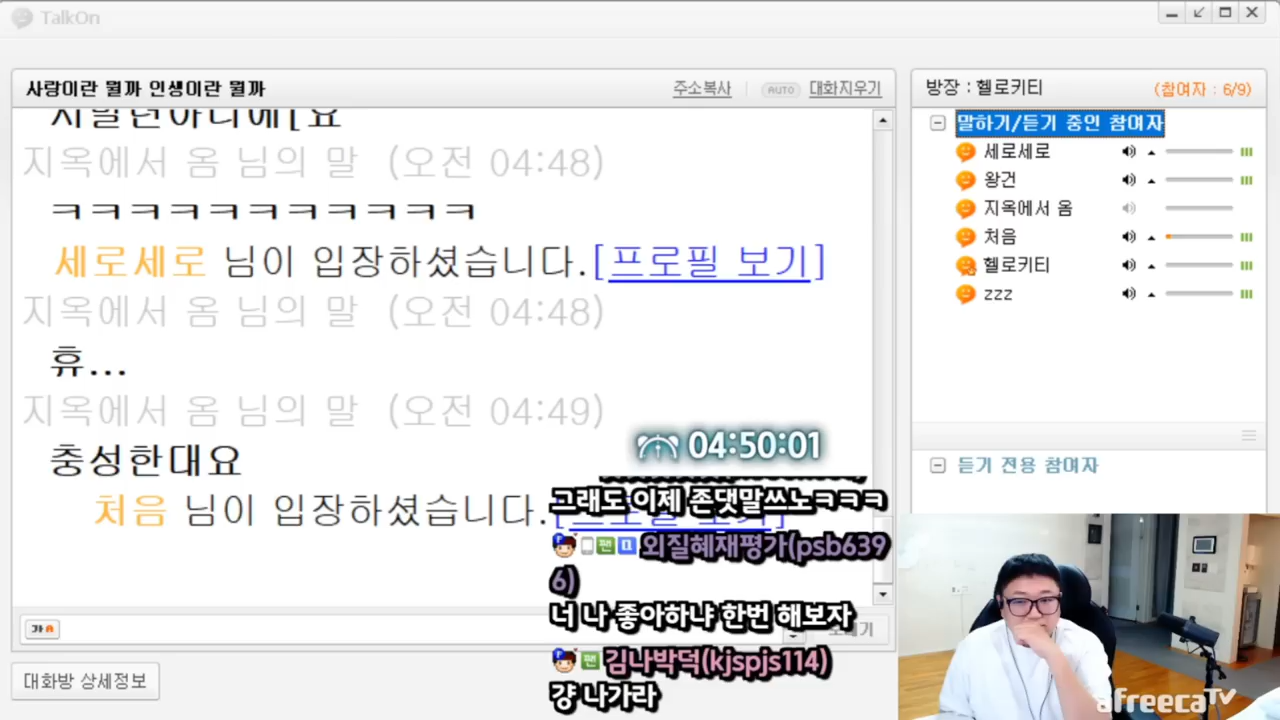 TalkOn
사랑이란 뭘까 인생이란 뭘까
주소복사
AUTO
대화지우기
지옥에서 옴 님의 말 (오전 04:48)
ㅋㅋㅋㅋㅋㅋㅋㅋㅋㅋㅋ
세로세로 님이 입장하셨습니다.[프로필 보기]
지옥에서 옴 님의 말 (오전 04:48)
휴...
지옥에서 옴 님의 말 (오전 04:49)
충성한대요
처음 님이 입장하셨습니다.[프로필 보기]
가
대화방 상세정보
04:50:01
그래도 이제 존댓말쓰노ㅋㅋㅋ
팬 외질혜재평가(psb639
6)
너 나 좋아하냐 한번 해보자
팬 김나박덕(kjspjs114)
걍 나가라
방장 : 헬로키티
(참여자 : 6/9)
말하기/듣기 중인 참여자
세로세로
왕건
지옥에서 옴
처음
헬로키티
zzz
듣기 전용 참여자
afreecaTV